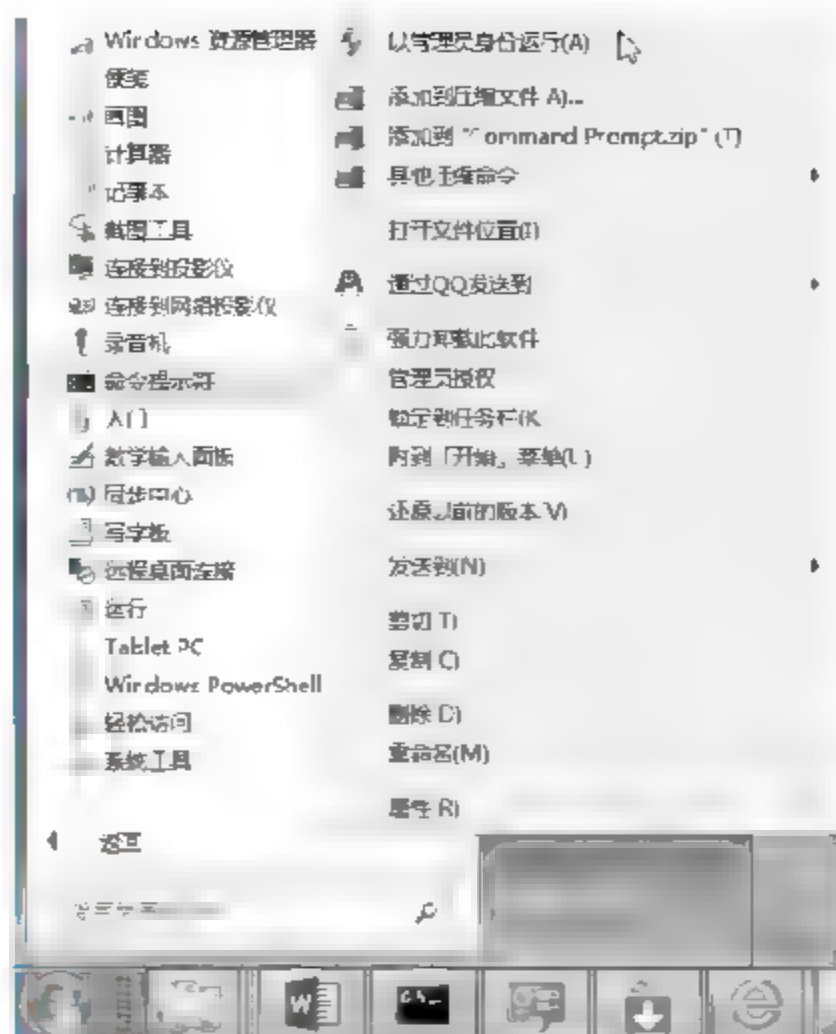 Windows 资源管理器
便笺
画图
计算器
记事本
截图工具
连接到投影仪
连接到网络投影仪
录音机
命令提示符
入门
数学输入面板
同步中心
写字板
远程桌面连接
运行
Tablet PC
Windows PowerShell
轻松访问
系统工具
返回
以管理员身份运行(A)
添加到压缩文件(A)...
添加到 "Command Prompt.zip" (T)
其他压缩命令
打开文件位置(I)
通过QQ发送到
强力卸载此软件
管理员授权
锁定到任务栏(K)
附到「开始」菜单(U)
还原以前的版本(V)
发送到(N)
剪切(T)
复制(C)
删除(D)
重命名(M)
属性(R)